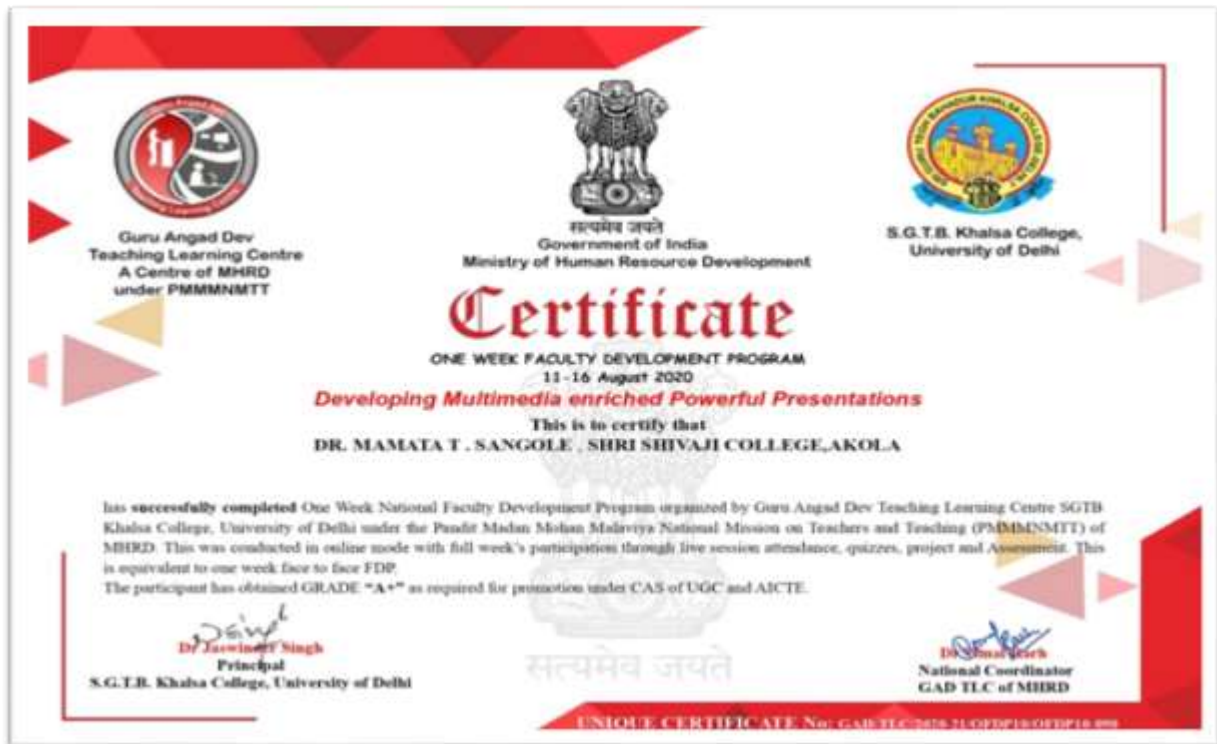 Guru Angad Dev
Teaching Learning Centre
A Centre of MHRD
under PMMMNMTT
सत्यमेव जयते
Government of India
Ministry of Human Resource Development
S.G.T.B. Khalsa College,
University of Delhi
Certificate
ONE WEEK FACULTY DEVELOPMENT PROGRAM
11-16 August 2020
Developing Multimedia enriched Powerful Presentations
This is to certify that
DR. MAMATA T . SANGOLE , SHRI SHIVAJI COLLEGE,AKOLA
has successfully completed One Week National Faculty Development Program organized by Guru Angad Dev Teaching Learning Centre SGTB
Khalsa College, University of Delhi under the Pandit Madan Mohan Malaviya National Mission on Teachers and Teaching (PMMMNMTT) of
MHRD. This was conducted in online mode with full week's participation through live session attendance, quizzes, project and Assessment. This
is equivalent to one week face to face FDP.
The participant has obtained GRADE "A+" as required for promotion under CAS of UGC and AICTE.
Dr Jaswinder Singh
Principal
S.G.T.B. Khalsa College, University of Delhi
सत्यमेव जयते
National Coordinator
GAD TLC of MHRD
UNIQUE CERTIFICATE No: GAD-TLC/2020-21/OFDP10/OFDP10-090